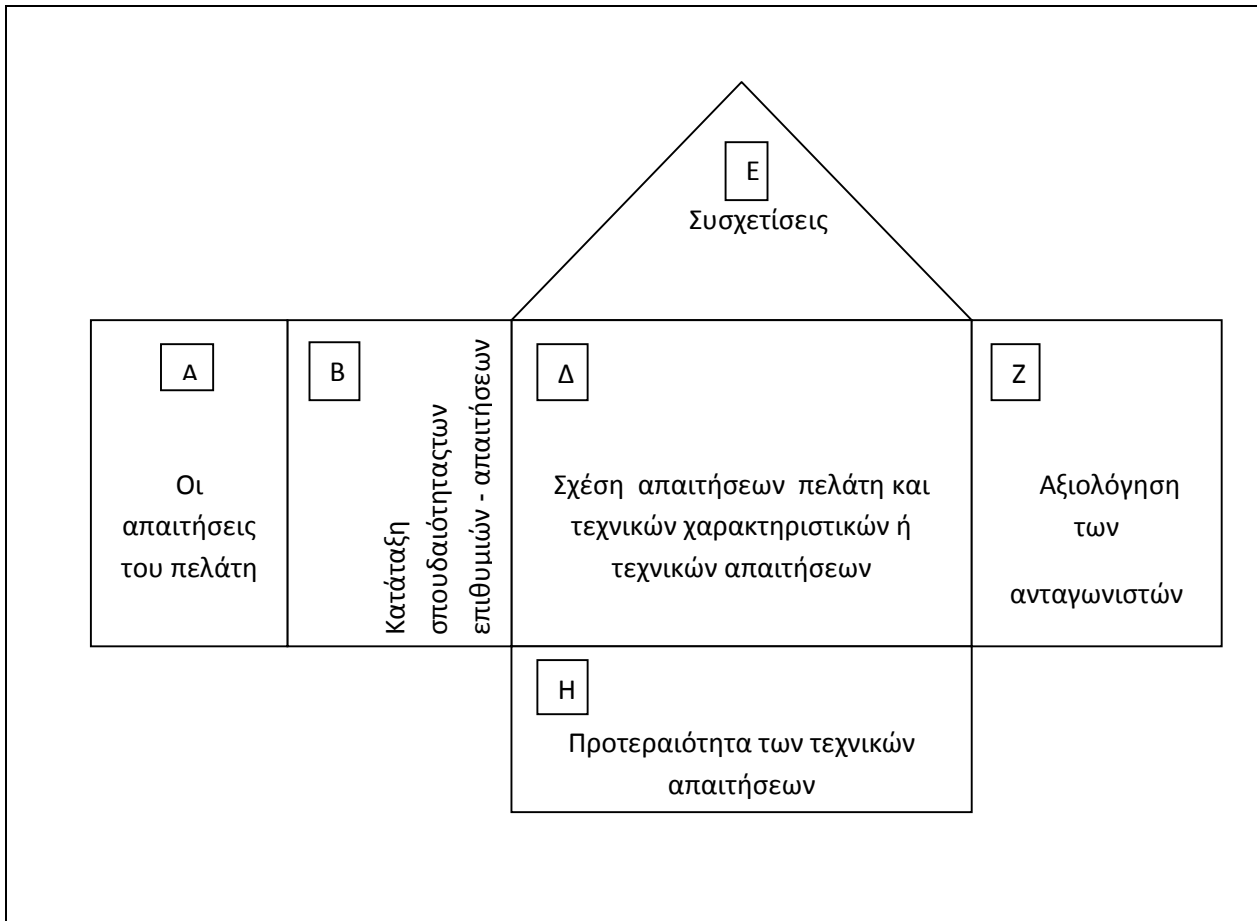 Ε
Συσχετίσεις
Α
Οι
απαιτήσεις
του πελάτη
Β
Κατάταξη
σπουδαιότηταςτων
επιθυμιών - απαιτήσεων
Δ
Σχέση απαιτήσεων πελάτη και
τεχνικών χαρακτηριστικών ή
τεχνικών απαιτήσεων
Ζ
Αξιολόγηση
των
ανταγωνιστών
Η
Προτεραιότητα των τεχνικών
απαιτήσεων